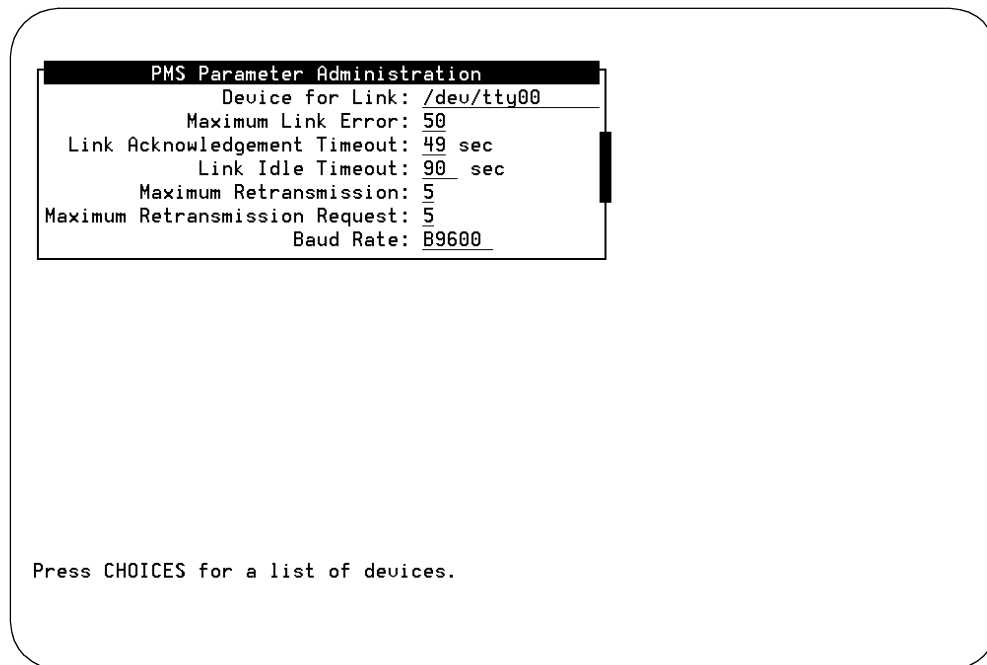 PMS Parameter Administration
Device for Link: /dev/tty00
Maximum Link Error: 50
Link Acknowledgement Timeout: 49 sec
Link Idle Timeout: 90 sec
Maximum Retransmission: 5
Maximum Retransmission Request: 5
Baud Rate: B9600
Press CHOICES for a list of devices.